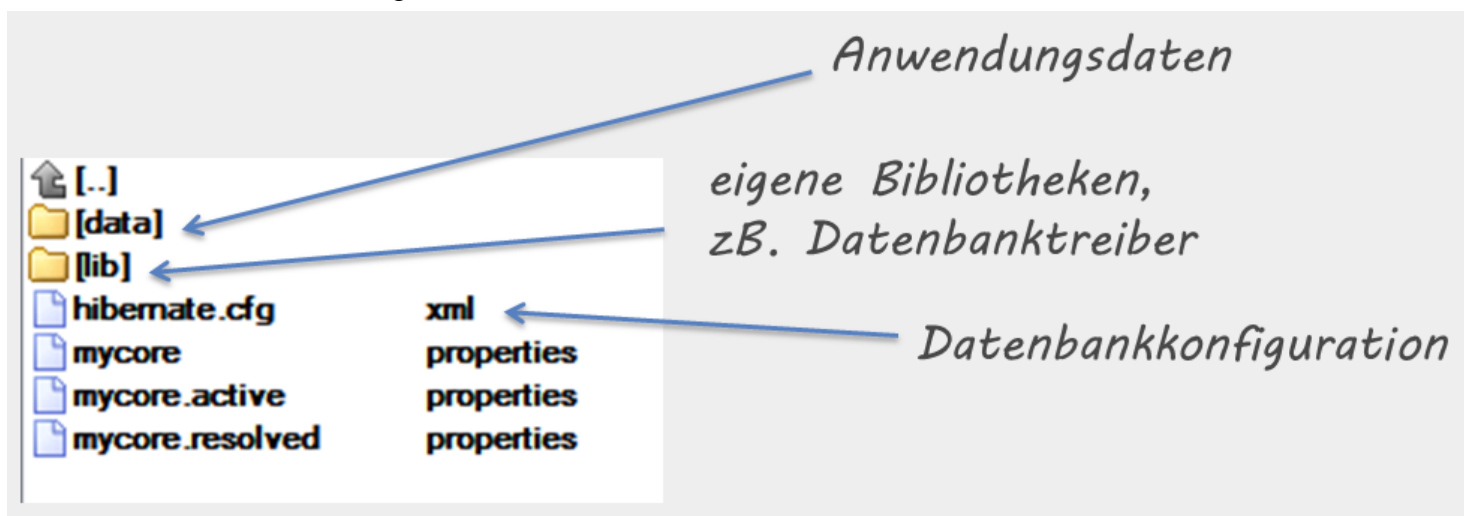 Anwendungsdaten
[..]
[data]
[lib]
hibernate.cfg xml
mycore properties
mycore.active properties
mycore.resolved properties
eigene Bibliotheken,
zB. Datenbanktreiber
Datenbankkonfiguration